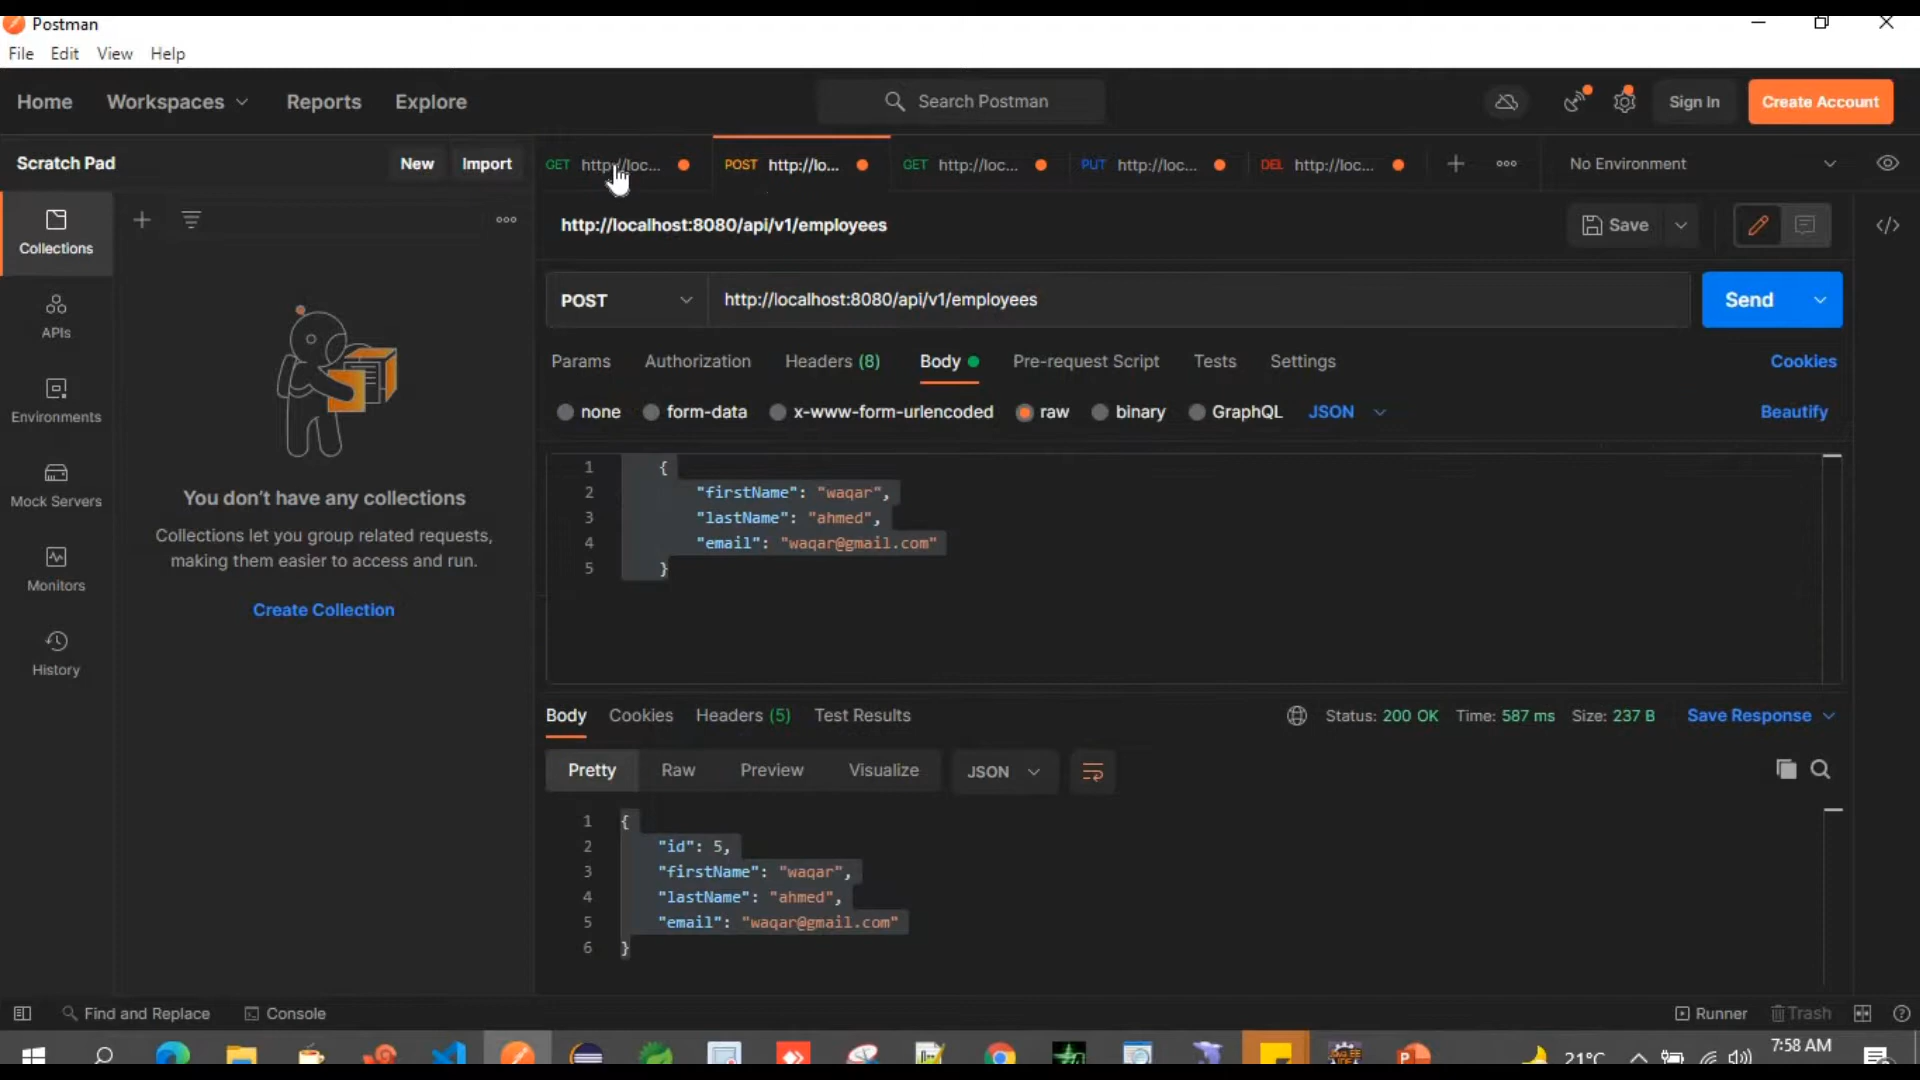 Postman
File Edit View Help
Home Workspaces Reports Explore Search Postman Sign In Create Account
Scratch Pad New Import GET http://loc... POST http://lo... GET http://loc... PUT http://loc... DEL http://loc... No Environment
http://localhost:8080/api/v1/employees Save
Collections
POST http://localhost:8080/api/v1/employees Send
APIs
Params Authorization Headers (8) Body Pre-request Script Tests Settings Cookies
Environments
none form-data x-www-form-urlencoded raw binary GraphQL JSON Beautify
1 {
2 "firstName": "waqar",
3 "lastName": "ahmed",
4 "email": "waqar@gmail.com"
5 }
Mock Servers
You don't have any collections
Collections let you group related requests,
making them easier to access and run.
Create Collection
Monitors
History
Body Cookies Headers (5) Test Results Status: 200 OK Time: 587 ms Size: 237 B Save Response
Pretty Raw Preview Visualize JSON
1 {
2 "id": 5,
3 "firstName": "waqar",
4 "lastName": "ahmed",
5 "email": "waqar@gmail.com"
6 }
Find and Replace Console Runner Trash
21°C 7:58 AM